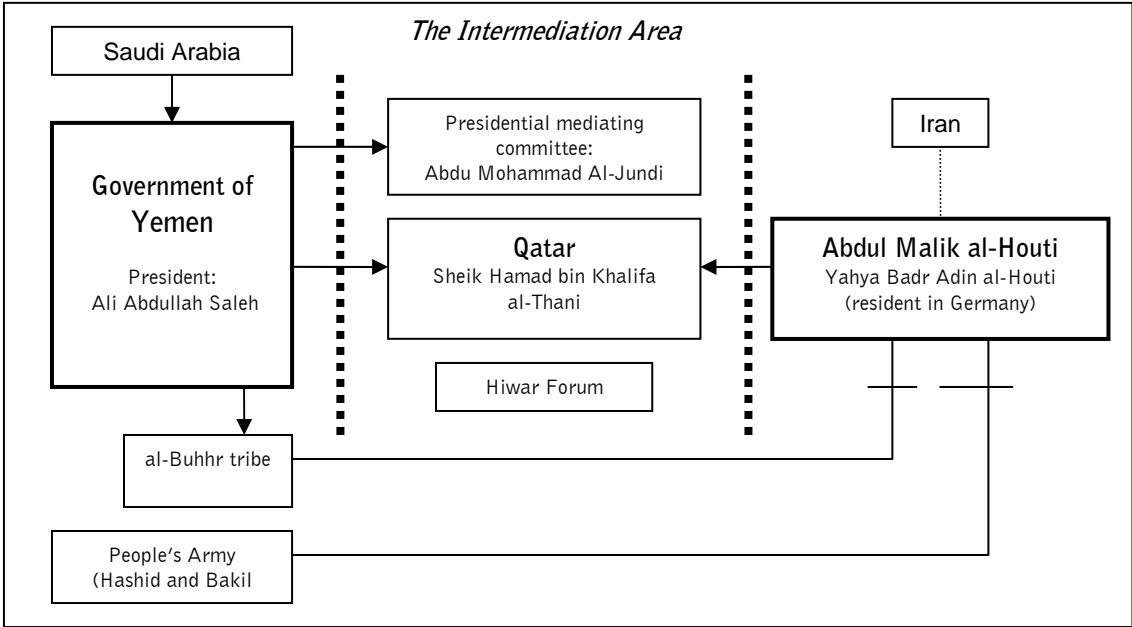 The Intermediation Area
Saudi Arabia
Government of
Yemen
President:
Ali Abdullah Saleh
Presidential mediating
committee:
Abdu Mohammad Al-Jundi
Qatar
Sheik Hamad bin Khalifa
al-Thani
Hiwar Forum
Iran
Abdul Malik al-Houti
Yahya Badr Adin al-Houti
(resident in Germany)
al-Buhhr tribe
People's Army
(Hashid and Bakil